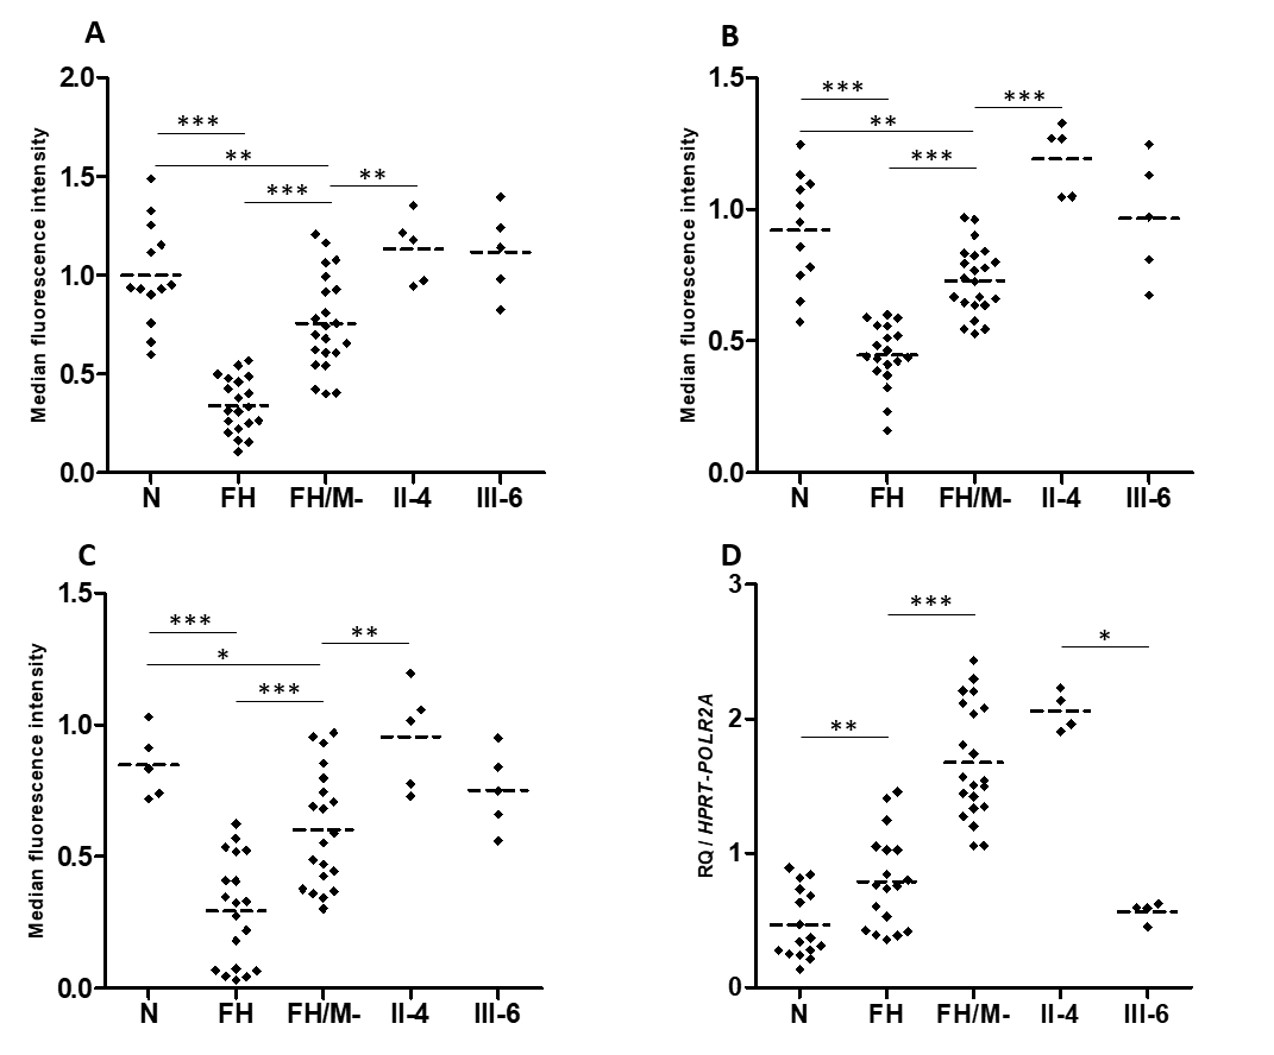 A
Median fluorescence intensity
2.0
1.5
1.0
0.5
0.0
***
**
***
**
N FH FH/M- II-4 III-6
B
Median fluorescence intensity
1.5
1.0
0.5
0.0
***
***
**
***
N FH FH/M- II-4 III-6
C
Median fluorescence intensity
1.5
1.0
0.5
0.0
***
**
*
***
N FH FH/M- II-4 III-6
D
RQ / HPRT-POLR2A
3
2
1
0
***
*
**
N FH FH/M- II-4 III-6